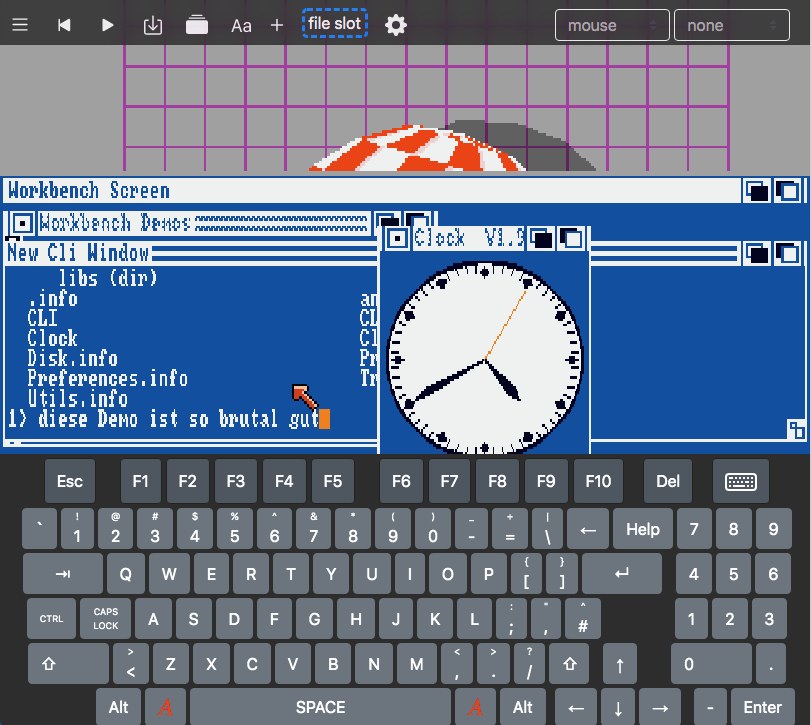 Aa + file slot mouse none
Workbench Screen
Workbench Demos
Clock V1.
New Cli Window
libs (dir)
.info an
CLI CL
Clock Cl
Disk.info Pr
Preferences.info Tr
Utils.info
1) diese Demo ist so brutal gut
Esc F1 F2 F3 F4 F5 F6 F7 F8 F9 F10 Del
` ! 1 @ 2 # 3 $ 4 % 5 ^ 6 & 7 * 8 ( 9 ) 0 _ - + = | \ ← Help 7 8 9
⇥ Q W E R T Y U I O P { [ } ] ↵ 4 5 6
CTRL CAPS LOCK A S D F G H J K L : ; " , ^ # 1 2 3
⇧ > < Z X C V B N M < , > . ? / ⇧ ↑ 0 .
Alt A SPACE A Alt ← ↓ → - Enter